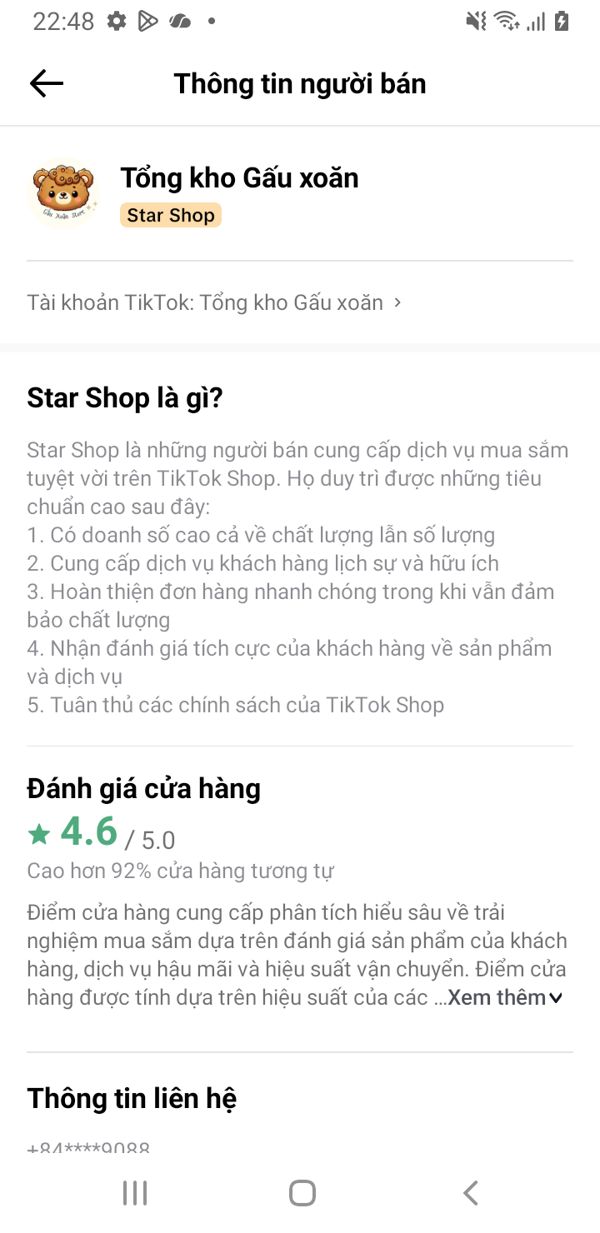 22:48
Thông tin người bán
Tổng kho Gấu xoăn
Gấu Xoăn Store
Star Shop
Tài khoản TikTok: Tổng kho Gấu xoăn
Star Shop là gì?
Star Shop là những người bán cung cấp dịch vụ mua sắm
tuyệt vời trên TikTok Shop. Họ duy trì được những tiêu
chuẩn cao sau đây:
1. Có doanh số cao cả về chất lượng lẫn số lượng
2. Cung cấp dịch vụ khách hàng lịch sự và hữu ích
3. Hoàn thiện đơn hàng nhanh chóng trong khi vẫn đảm
bảo chất lượng
4. Nhận đánh giá tích cực của khách hàng về sản phẩm
và dịch vụ
5. Tuân thủ các chính sách của TikTok Shop
Đánh giá cửa hàng
4.6 / 5.0
Cao hơn 92% cửa hàng tương tự
Điểm cửa hàng cung cấp phân tích hiểu sâu về trải
nghiệm mua sắm dựa trên đánh giá sản phẩm của khách
hàng, dịch vụ hậu mãi và hiệu suất vận chuyển. Điểm cửa
hàng được tính dựa trên hiệu suất của các ...Xem thêm
Thông tin liên hệ
+84****9088